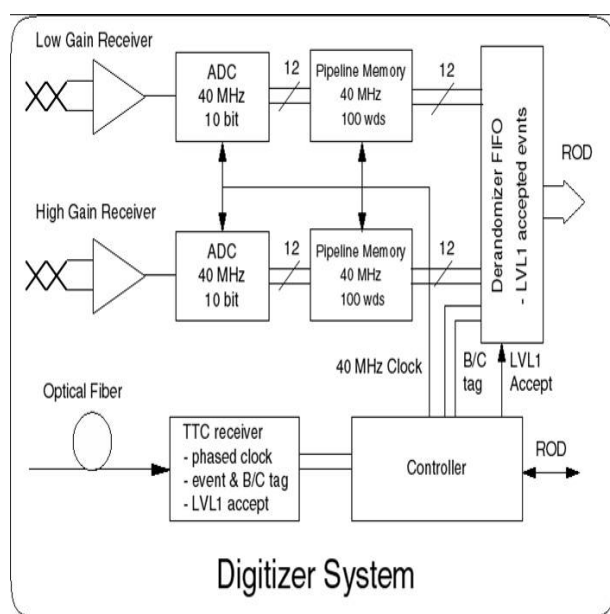 Low Gain Receiver
ADC
40 MHz
10 bit
12
Pipeline Memory
40 MHz
100 wds
12
Derandomizer FIFO
- LVL1 accepted evnts
ROD
High Gain Receiver
ADC
40 MHz
10 bit
12
Pipeline Memory
40 MHz
100 wds
12
40 MHz Clock
B/C
tag
LVL1
Accept
Optical Fiber
TTC receiver
- phased clock
- event & B/C tag
- LVL1 accept
Controller
ROD
Digitizer System